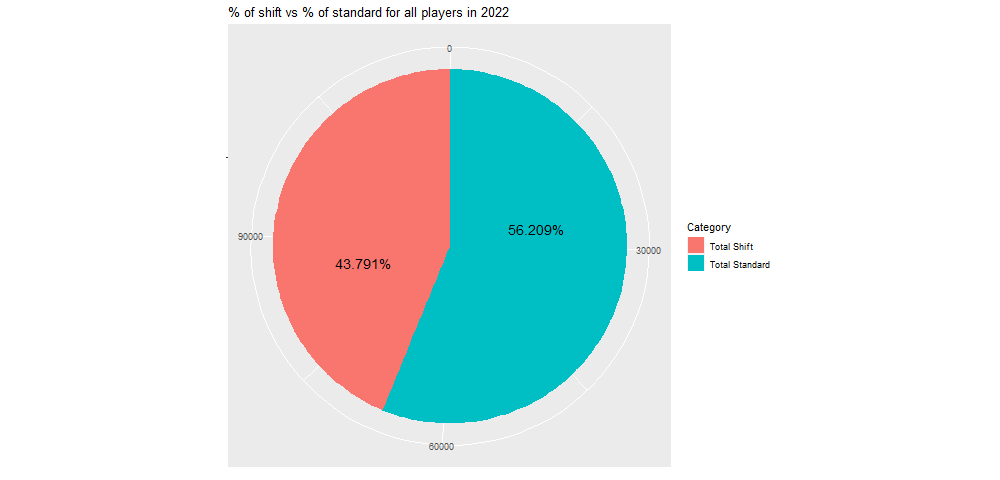 % of shift vs % of standard for all players in 2022
0
56.209%
Category
90000
30000
Total Shift
43.791%
Total Standard
60000